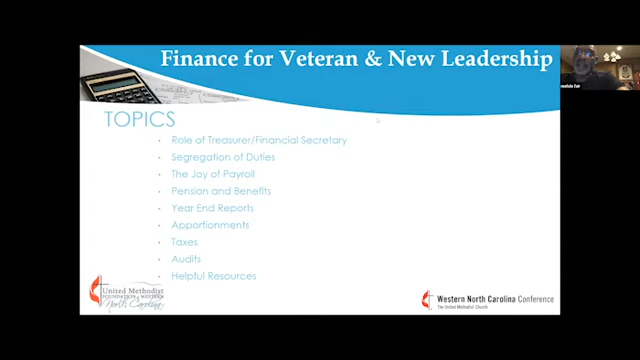 Finance for Veteran & New Leadership
TOPICS
Role of Treasurer/Financial Secretary
Segregation of Duties
The Joy of Payroll
Pension and Benefits
Year End Reports
Apportionments
Taxes
Audits
Helpful Resources
United Methodist
FOUNDATION OF WESTERN
North Carolina
Western North Carolina Conference
The United Methodist Church
Fair